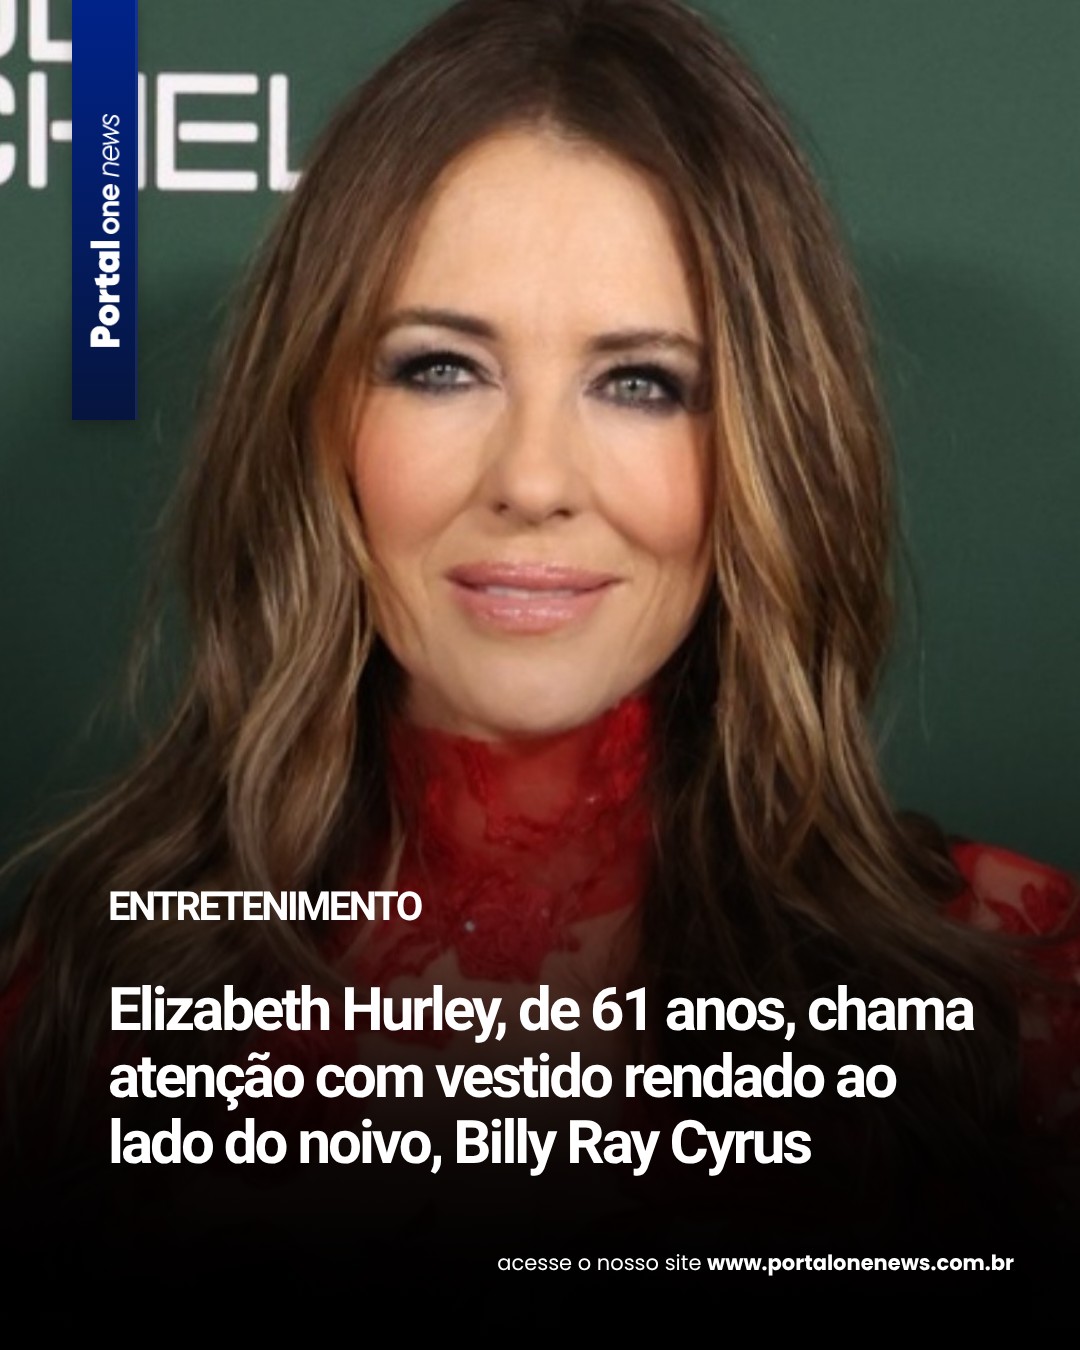 CHEL
Portal one news
ENTRETENIMENTO
Elizabeth Hurley, de 61 anos, chama
atenção com vestido rendado ao
lado do noivo, Billy Ray Cyrus
acesse o nosso site www.portalonenews.com.br